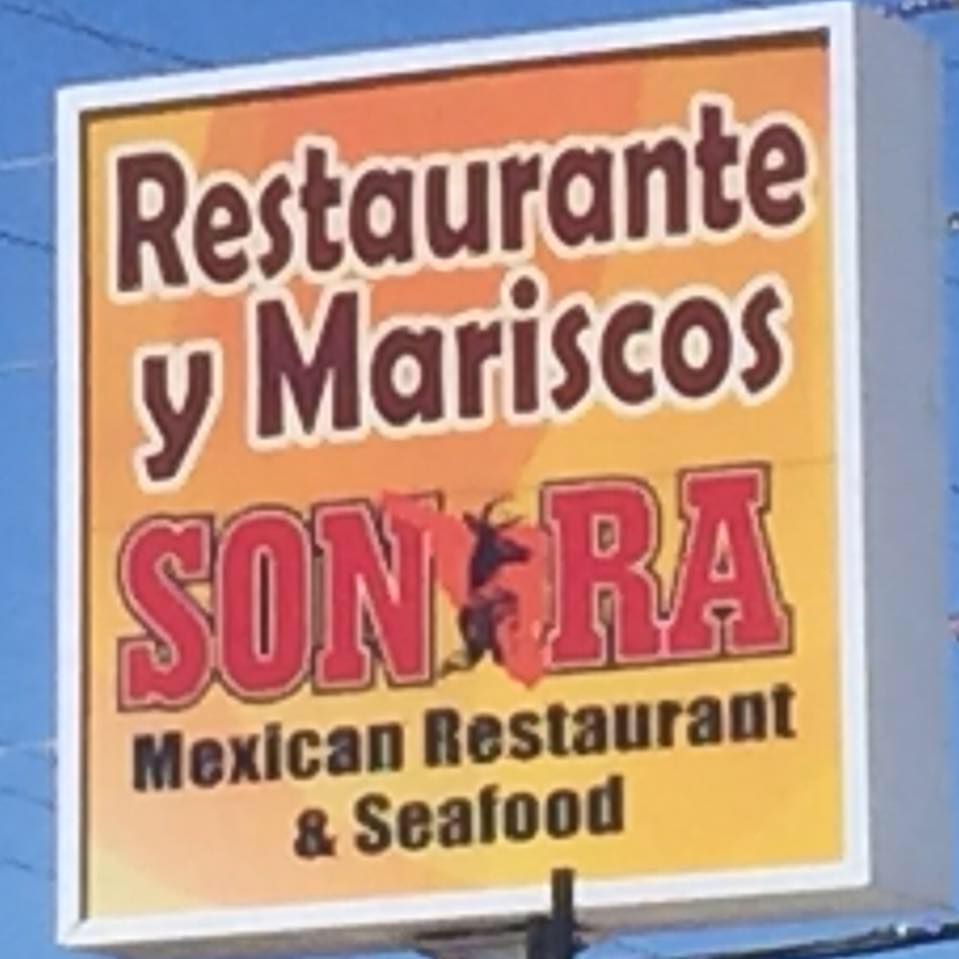 Restaurante
y Mariscos
SONORA
Mexican Restaurant
& Seafood